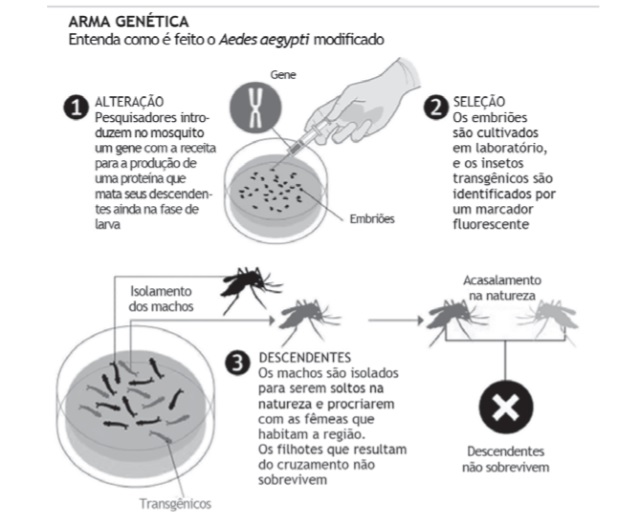 ARMA GENÉTICA
Entenda como é feito o Aedes aegypti modificado
Gene
1 ALTERAÇÃO
Pesquisadores intro-
duzem no mosquito
um gene com a receita
para a produção de
uma proteína que
mata seus descenden-
tes ainda na fase de
larva
2 SELEÇÃO
Os embriões
são cultivados
em laboratório,
e os insetos
transgênicos são
identificados por
um marcador
fluorescente
Embriões
Isolamento
dos machos
Acasalamento
na natureza
3 DESCENDENTES
Os machos são isolados
para serem soltos na
natureza e procriarem
com as fêmeas que
habitam a região.
Os filhotes que resultam
do cruzamento não
sobrevivem
Descendentes
não sobrevivem
Transgênicos